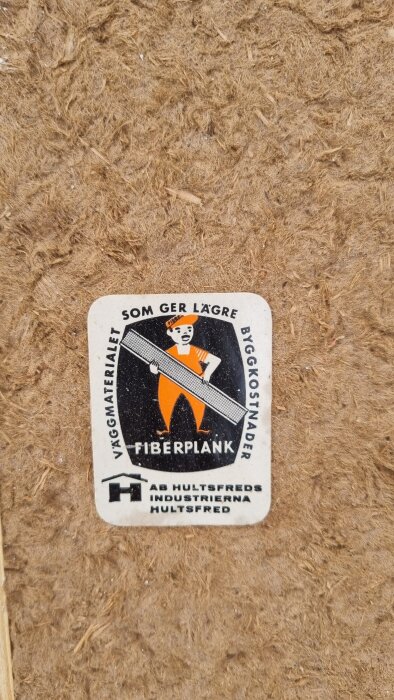 VÄGGMATERIALET SOM GER LÄGRE BYGGKOSTNADER
FIBERPLANK
H
AB HULTSFREDS
INDUSTRIERNA
HULTSFRED